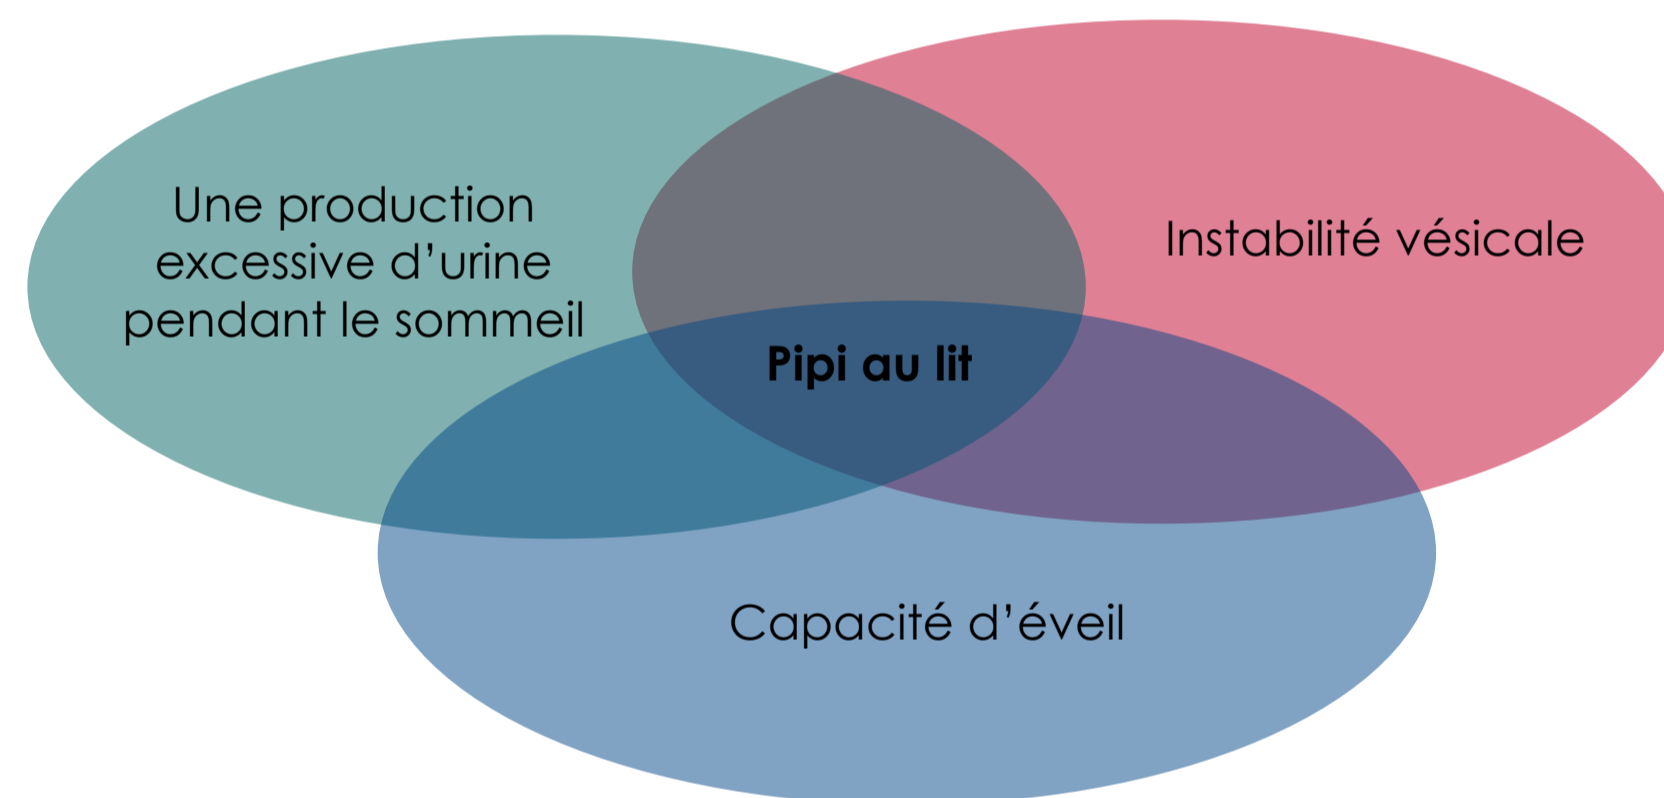 Une production
excessive d’urine
pendant le sommeil
Instabilité vésicale
Pipi au lit
Capacité d’éveil